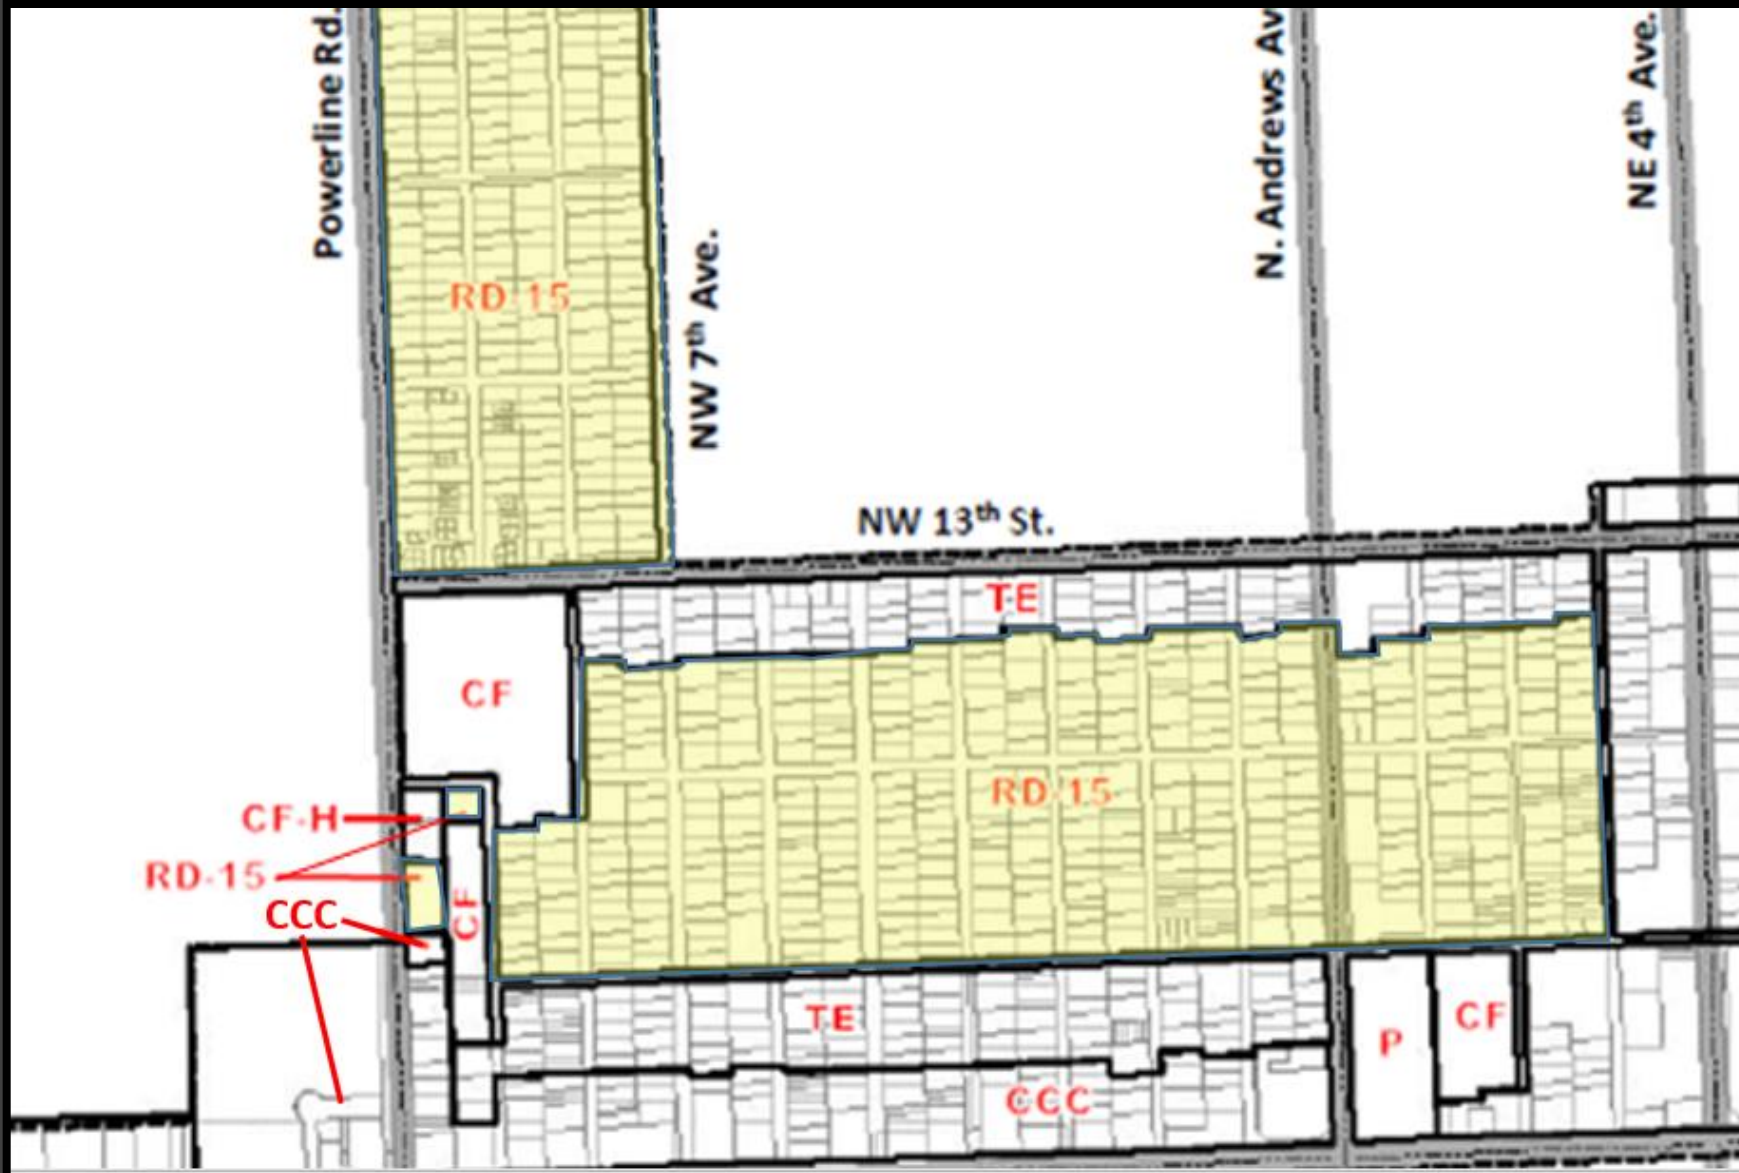 Powerline Rd.
N. Andrews Av
NE 4th Ave.
NW 7th Ave.
RD-15
NW 13th St.
TE
CF
RD-15
CF-H
RD-15
CCC
CF
TE
P
CF
CCC